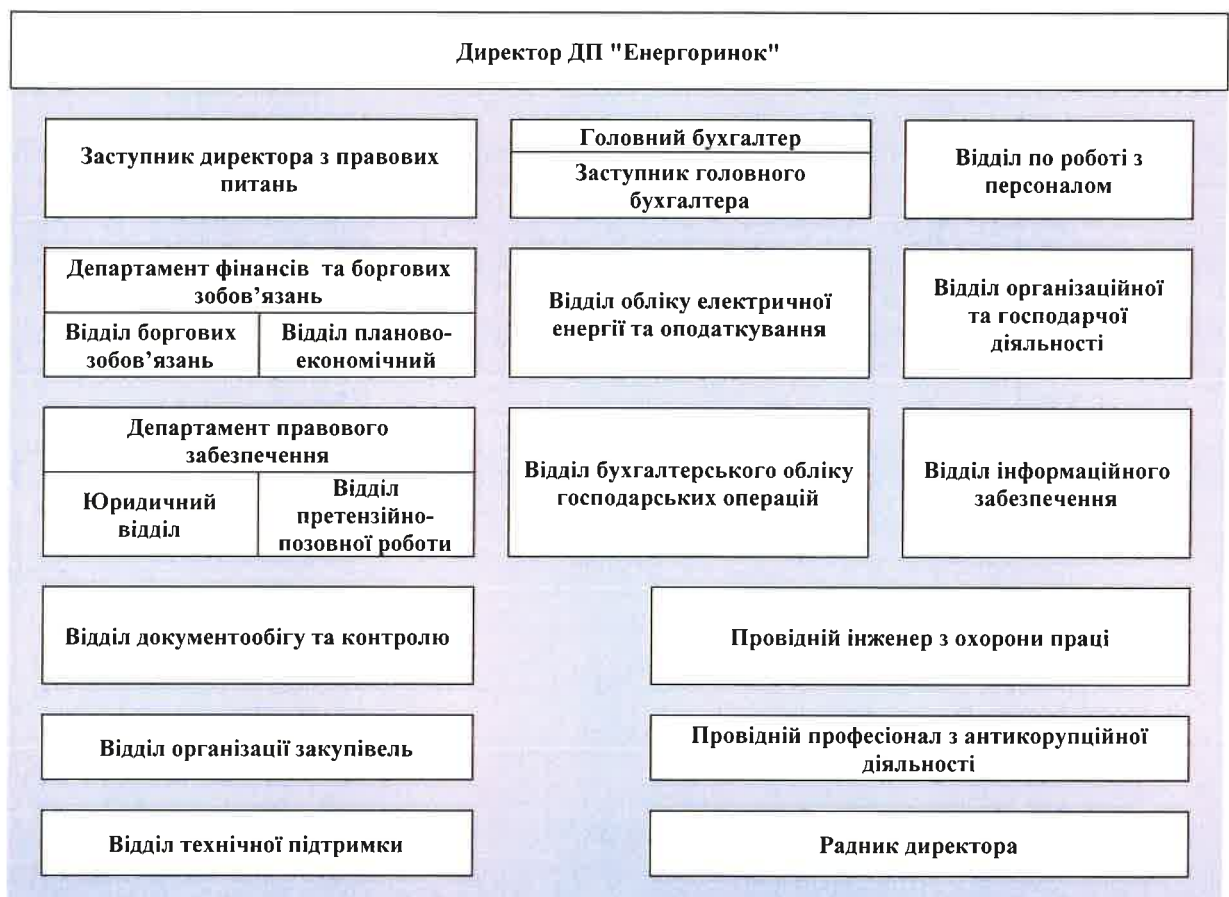 Директор ДП "Енергоринок"
Заступник директора з правових
питань
Головний бухгалтер
Заступник головного
бухгалтера
Відділ по роботі з
персоналом
Департамент фінансів та боргових
зобов’язань
Відділ боргових
зобов’язань
Відділ планово-
економічний
Відділ обліку електричної
енергії та оподаткування
Відділ організаційної
та господарчої
діяльності
Департамент правового
забезпечення
Юридичний
відділ
Відділ
претензійно-
позовної роботи
Відділ бухгалтерського обліку
господарських операцій
Відділ інформаційного
забезпечення
Відділ документообігу та контролю
Провідній інженер з охорони праці
Відділ організації закупівель
Провідній професіонал з антикорупційної
діяльності
Відділ технічної підтримки
Радник директора